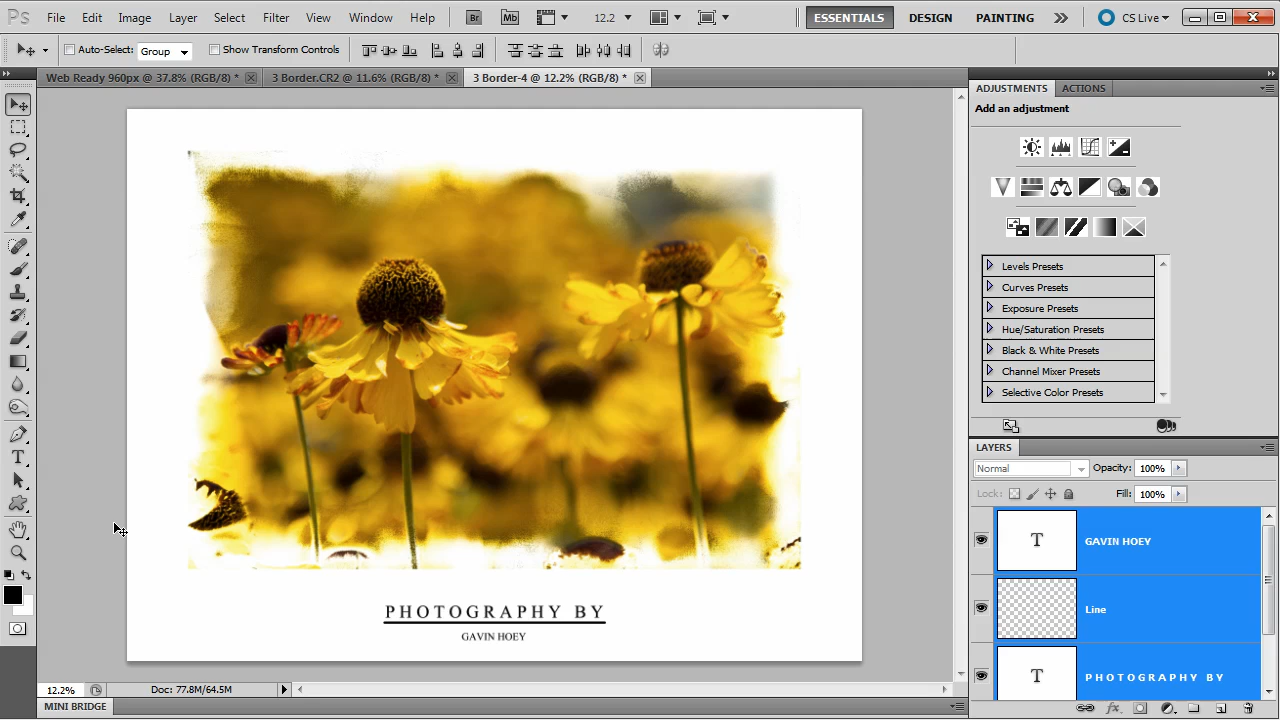 Ps File Edit Image Layer Select Filter View Window Help Br Mb 12.2 ESSENTIALS DESIGN PAINTING CS Live
Auto-Select: Group Show Transform Controls
Web Ready 960px @ 37.8% (RGB/8) * 3 Border.CR2 @ 11.6% (RGB/8) * 3 Border-4 @ 12.2% (RGB/8) *
ADJUSTMENTS ACTIONS
Add an adjustment
Levels Presets
Curves Presets
Exposure Presets
Hue/Saturation Presets
Black & White Presets
Channel Mixer Presets
Selective Color Presets
LAYERS
Normal Opacity: 100%
Lock: Fill: 100%
T GAVIN HOEY
Line
T PHOTOGRAPHY BY
PHOTOGRAPHY BY
GAVIN HOEY
12.2% Doc: 77.8M/64.5M
MINI BRIDGE